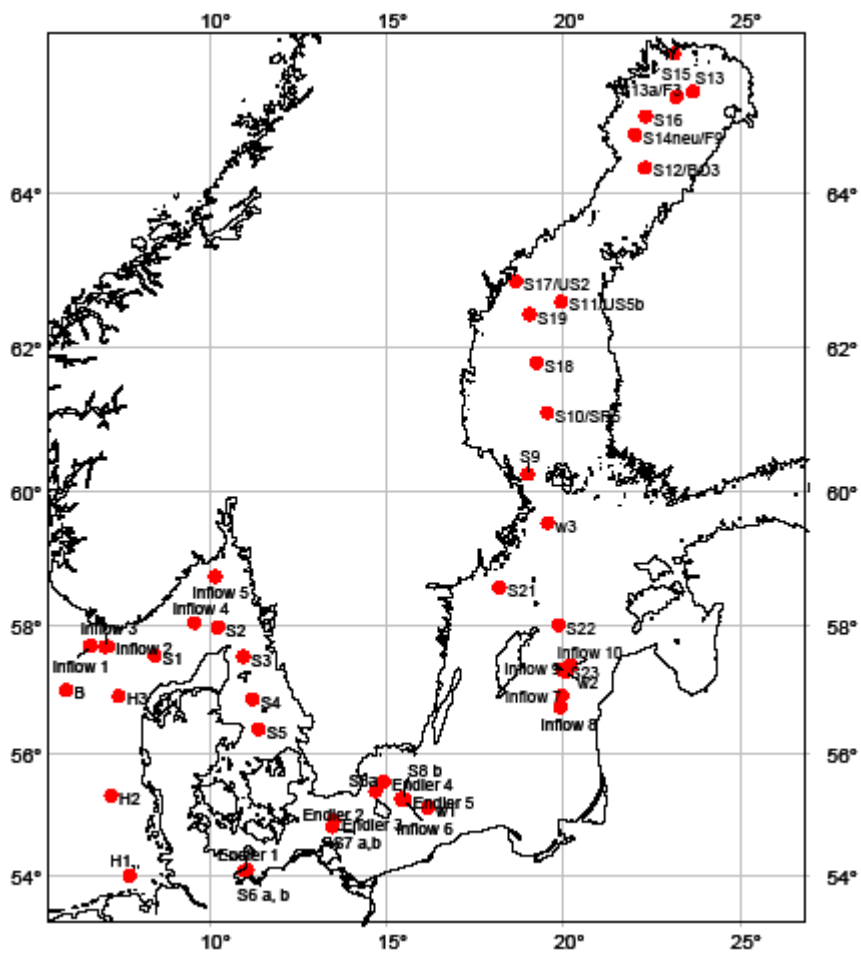 10° 15° 20° 25°
S15
S13
13a/F3
S16
S14neu/F9
S12/BO3
64° 64°
S17/US2
S11/US5b
S19
62° 62°
S18
S10/SR5
S9
60° 60°
w3
Inflow 5
S21
Inflow 4
58° 58°
Inflow 3
S2
S22
Inflow 2
Inflow 10
Inflow 1
S1
S3
Inflow 9
S23
w2
B
H3
S4
Inflow 7
S5
Inflow 8
56° 56°
S8 b
S8a
Endler 4
H2
Endler 5
w1
Endler 2
Endler 3
Inflow 6
S7 a,b
H1
Endler 1
54° 54°
S6 a, b
10° 15° 20° 25°